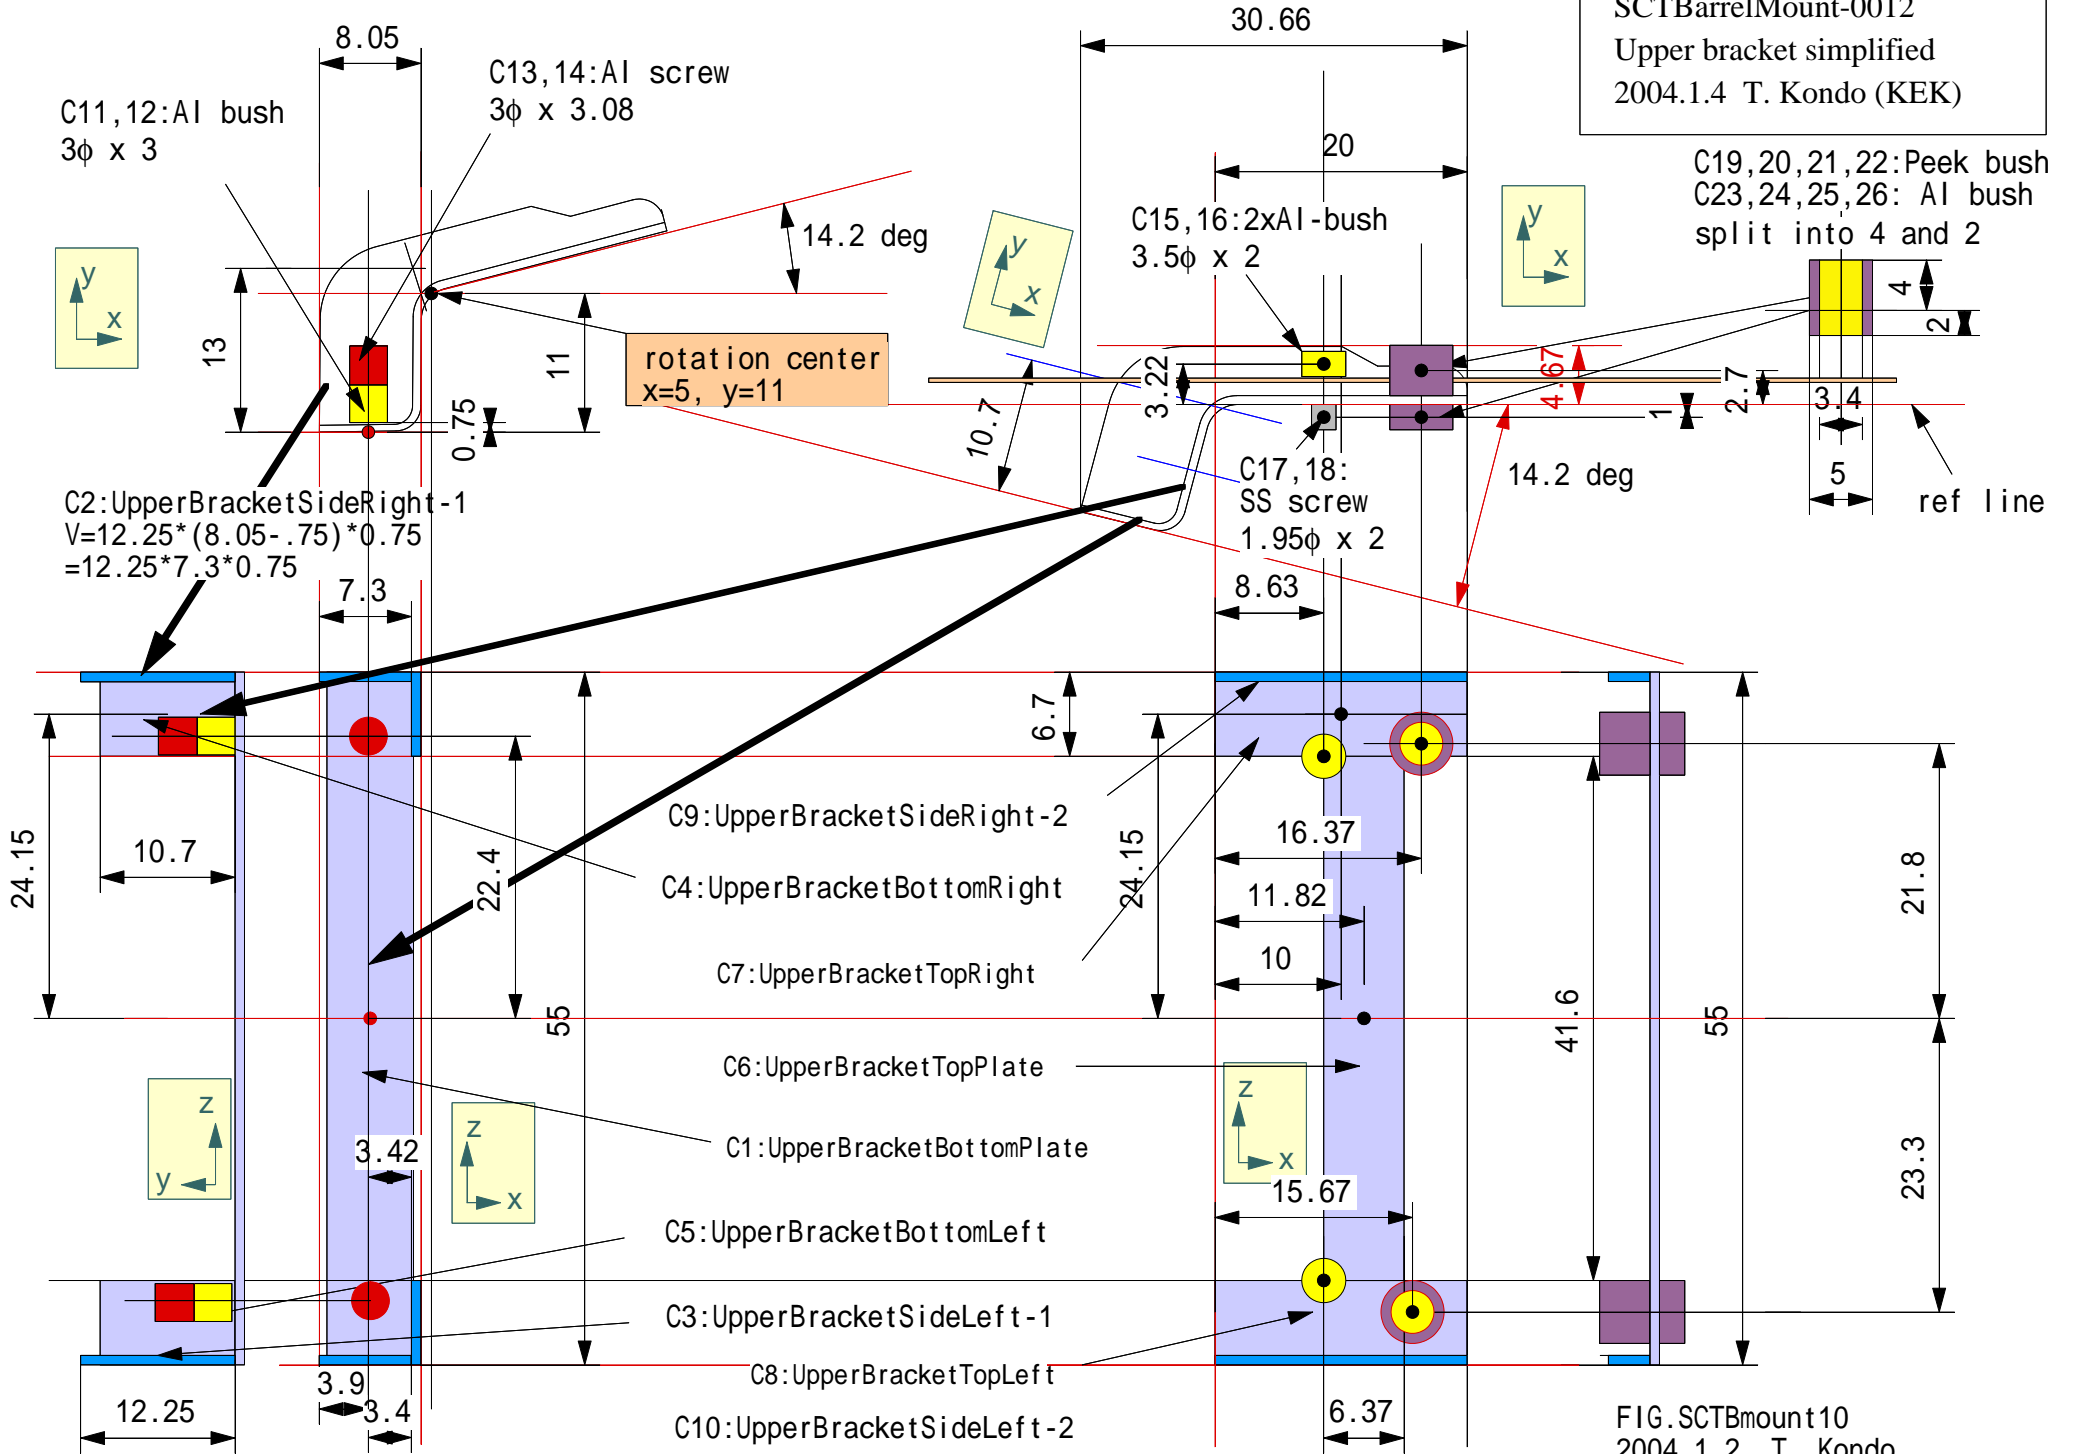 SCTBarrelMount-0012
Upper bracket simplified
2004.1.4 T. Kondo (KEK)
30.66
8.05
C13,14:Al screw
3ϕ x 3.08
C11,12:Al bush
3ϕ x 3
20
C19,20,21,22:Peek bush
C23,24,25,26: Al bush
split into 4 and 2
C15,16:2xAl-bush
3.5ϕ x 2
14.2 deg
y
x
y
x
y
x
4
2
13
11
rotation center
x=5, y=11
0.75
10.7
3.22
4.67
2.7
1
3.4
5
ref line
C2:UpperBracketSideRight-1
V=12.25*(8.05-.75)*0.75
=12.25*7.3*0.75
C17,18:
SS screw
1.95ϕ x 2
14.2 deg
7.3
8.63
6.7
24.15
10.7
22.4
55
C9:UpperBracketSideRight-2
C4:UpperBracketBottomRight
C7:UpperBracketTopRight
C6:UpperBracketTopPlate
C1:UpperBracketBottomPlate
C5:UpperBracketBottomLeft
C3:UpperBracketSideLeft-1
C8:UpperBracketTopLeft
C10:UpperBracketSideLeft-2
24.15
16.37
11.82
10
41.6
55
21.8
23.3
z
y
z
x
z
x
3.42
15.67
3.9
3.4
12.25
6.37
FIG.SCTBmount10
2004.1.2 T. Kondo